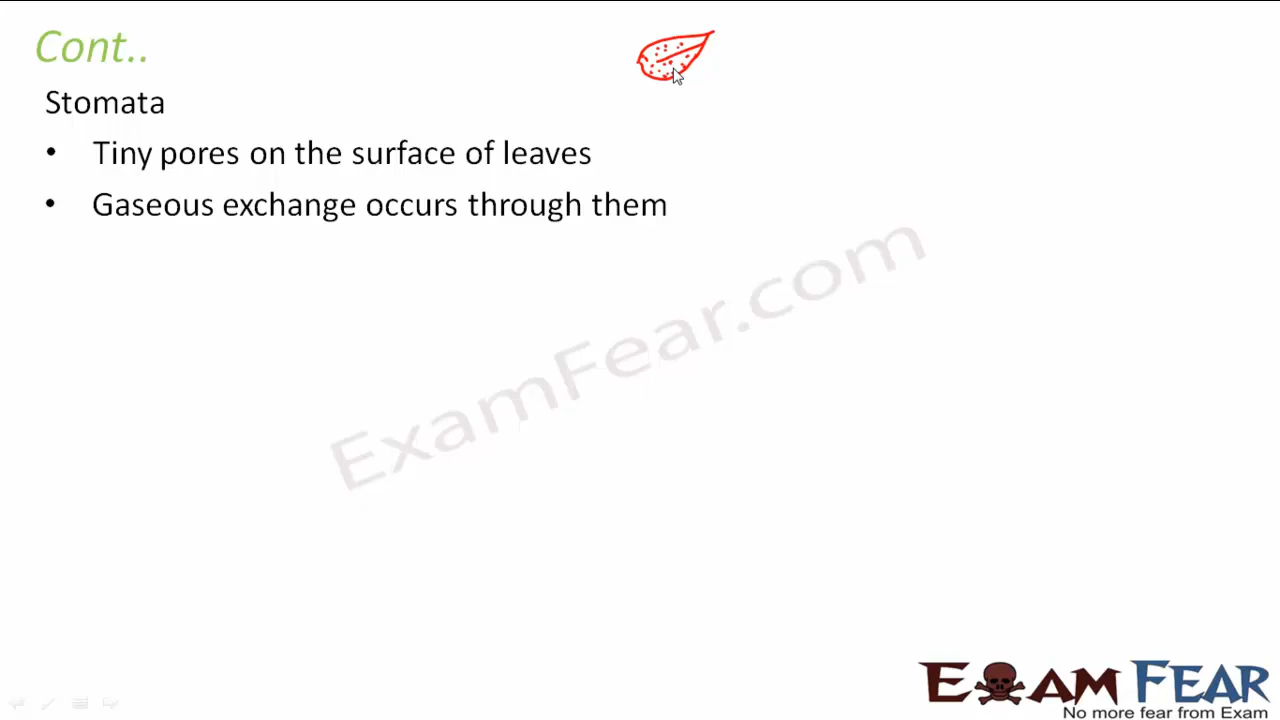 Cont..
Stomata
• Tiny pores on the surface of leaves
• Gaseous exchange occurs through them
ExamFear.com
EXAM FEAR
No more fear from Exam